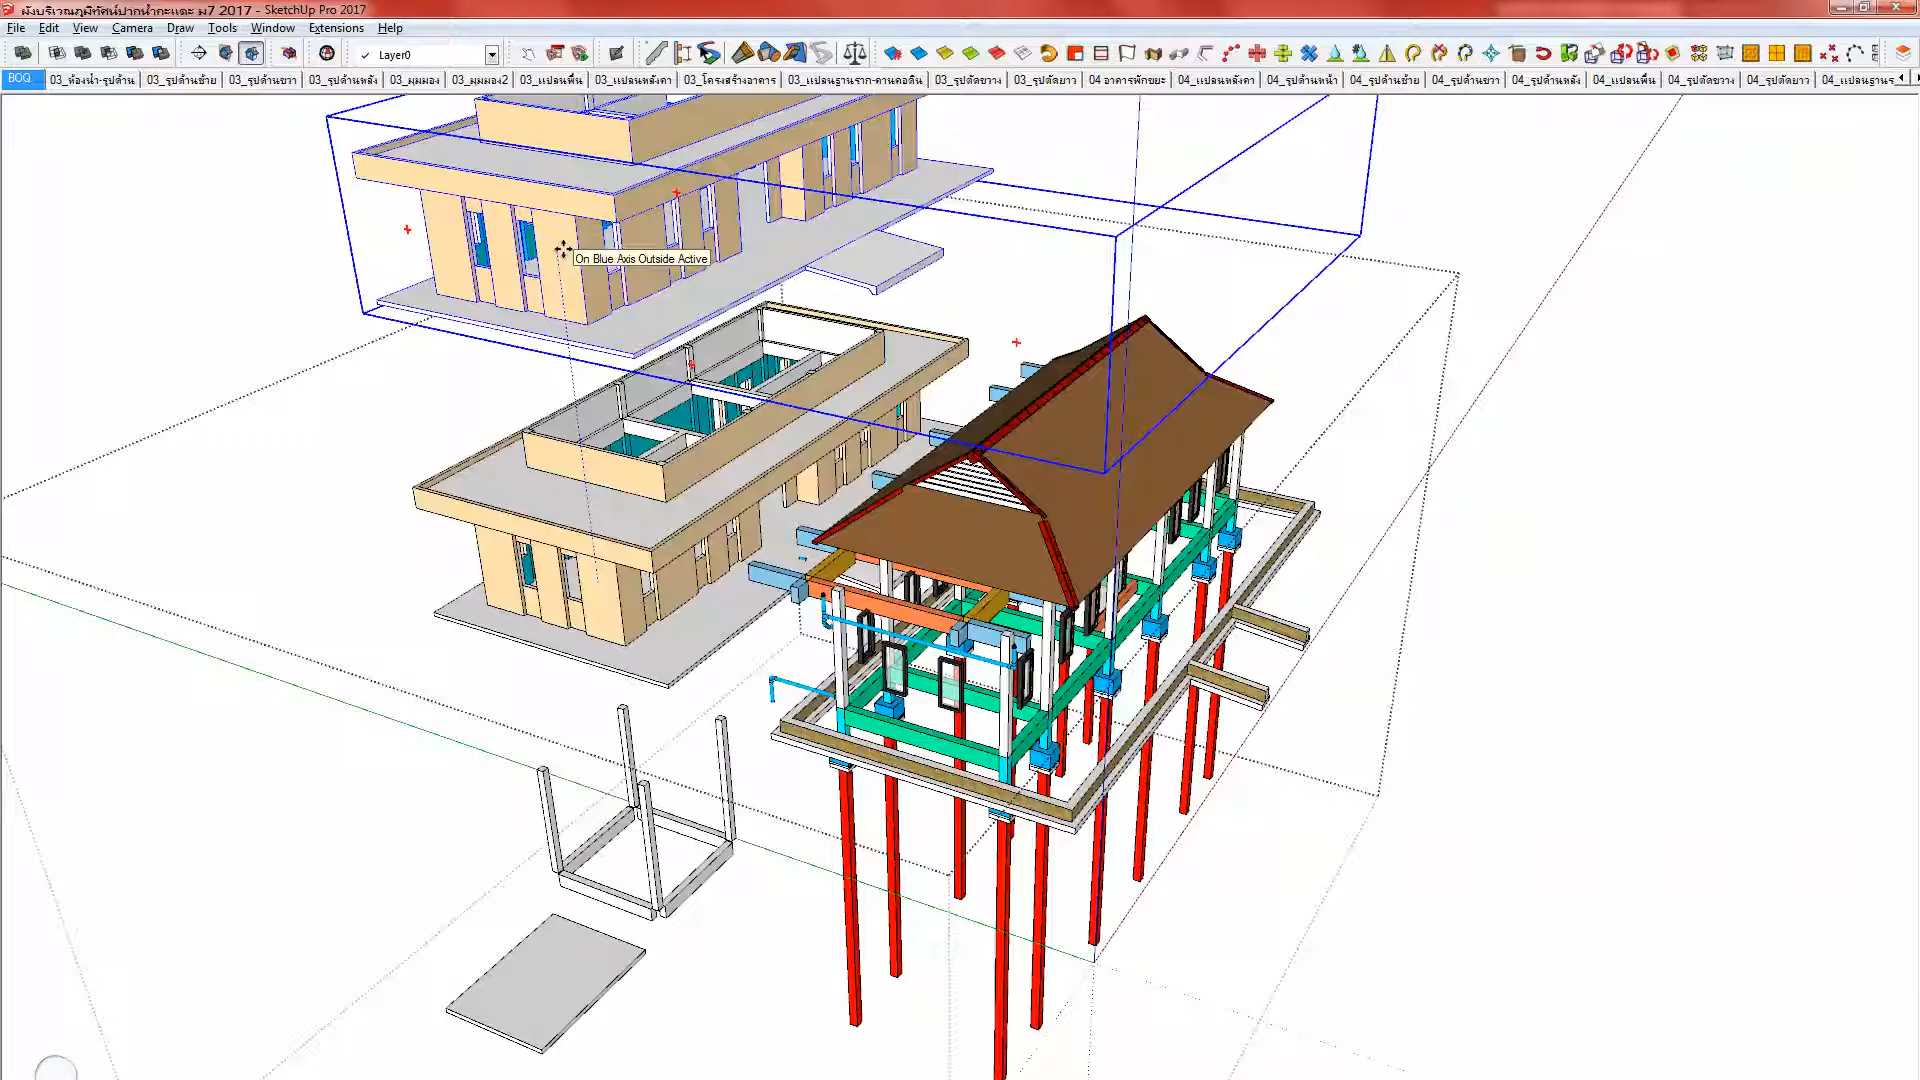 ผังบริเวณภูมิทัศน์ปากน้ำกะแดะ ม7 2017 - SketchUp Pro 2017
File Edit View Camera Draw Tools Window Extensions Help
Layer0
BOQ. 03_ห้องน้ำ-รูปด้าน 03_รูปด้านซ้าย 03_รูปด้านขวา 03_รูปด้านหลัง 03_มุมมอง 03_มุมมอง2 03_แปลนพื้น 03_แปลนหลังคา 03_โครงสร้างอาคาร 03_แปลนฐานราก-คานคอดิน 03_รูปตัดขวาง 03_รูปตัดยาว 04 อาคารพักขยะ 04_แปลนหลังคา 04_รูปด้านหน้า 04_รูปด้านซ้าย 04_รูปด้านขวา 04_รูปด้านหลัง 04_แปลนพื้น 04_รูปตัดขวาง 04_รูปตัดยาว 04_แปลนฐานร
On Blue Axis Outside Active